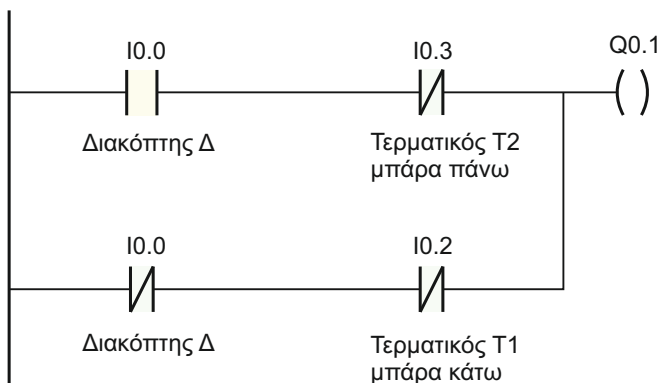 I0.0
I0.3
Q0.1
Διακόπτης Δ
Τερματικός Τ2
μπάρα πάνω
I0.0
I0.2
Διακόπτης Δ
Τερματικός Τ1
μπάρα κάτω